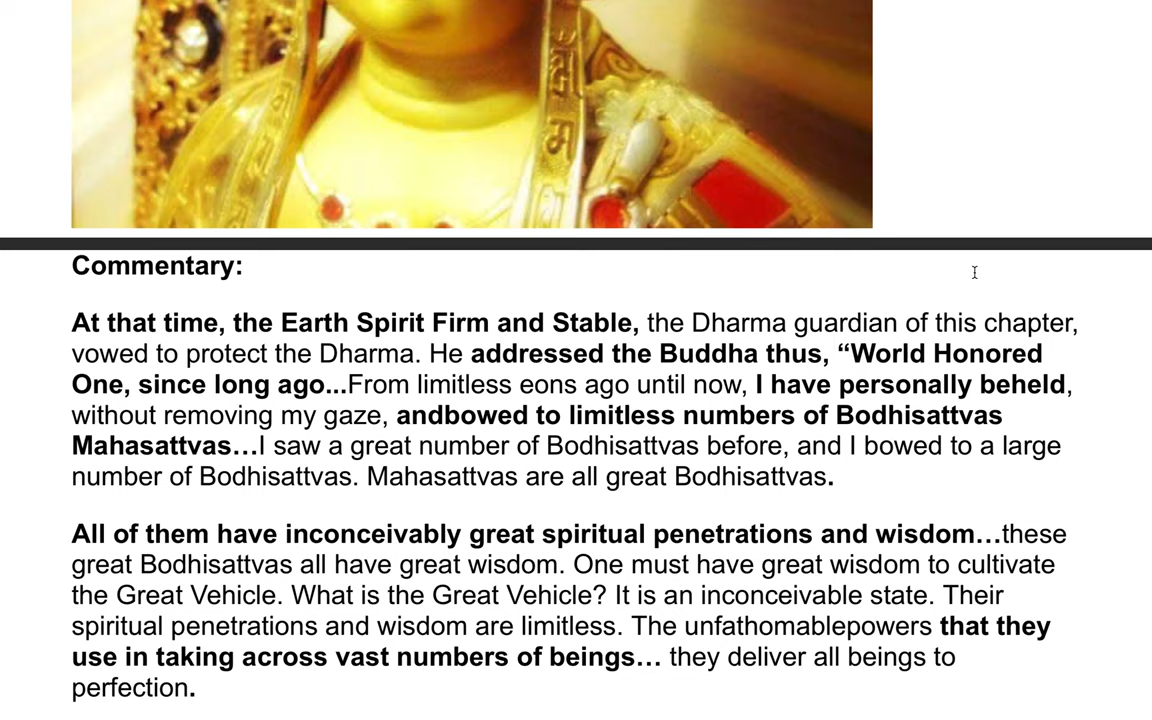 Commentary:
At that time, the Earth Spirit Firm and Stable, the Dharma guardian of this chapter,
vowed to protect the Dharma. He addressed the Buddha thus, “World Honored
One, since long ago...From limitless eons ago until now, I have personally beheld,
without removing my gaze, andbowed to limitless numbers of Bodhisattvas
Mahasattvas…I saw a great number of Bodhisattvas before, and I bowed to a large
number of Bodhisattvas. Mahasattvas are all great Bodhisattvas.
All of them have inconceivably great spiritual penetrations and wisdom…these
great Bodhisattvas all have great wisdom. One must have great wisdom to cultivate
the Great Vehicle. What is the Great Vehicle? It is an inconceivable state. Their
spiritual penetrations and wisdom are limitless. The unfathomablepowers that they
use in taking across vast numbers of beings… they deliver all beings to
perfection.